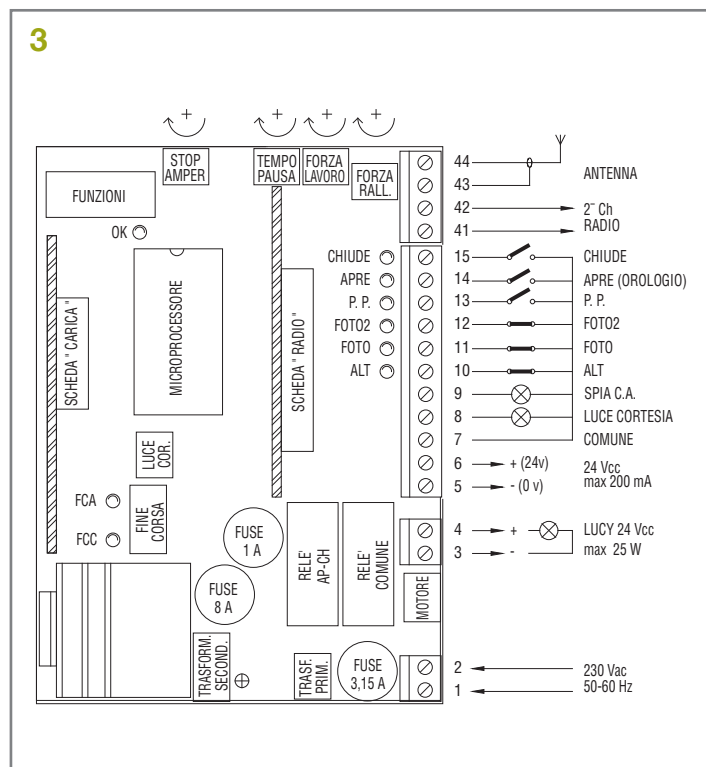 3
+
+
+
+
STOP
AMPER
TEMPO
PAUSA
FORZA
LAVORO
FORZA
RALL.
FUNZIONI
OK
SCHEDA " CARICA "
MICROPROCESSORE
SCHEDA " RADIO "
LUCE
COR.
FCA
FCC
FINE
CORSA
FUSE
1 A
FUSE
8 A
RELE'
AP-CH
RELE'
COMUNE
MOTORE
TRASFORM.
SECOND.
TRASF.
PRIM.
FUSE
3,15 A
CHIUDE
APRE
P. P.
FOTO2
FOTO
ALT
44
43
ANTENNA
42
41
2¯ Ch
RADIO
15 CHIUDE
14 APRE (OROLOGIO)
13 P. P.
12 FOTO2
11 FOTO
10 ALT
9 SPIA C.A.
8 LUCE CORTESIA
7 COMUNE
6 + (24v)
5 - (0 v)
24 Vcc
max 200 mA
4 + LUCY 24 Vcc
3 - max 25 W
2
1
230 Vac
50-60 Hz